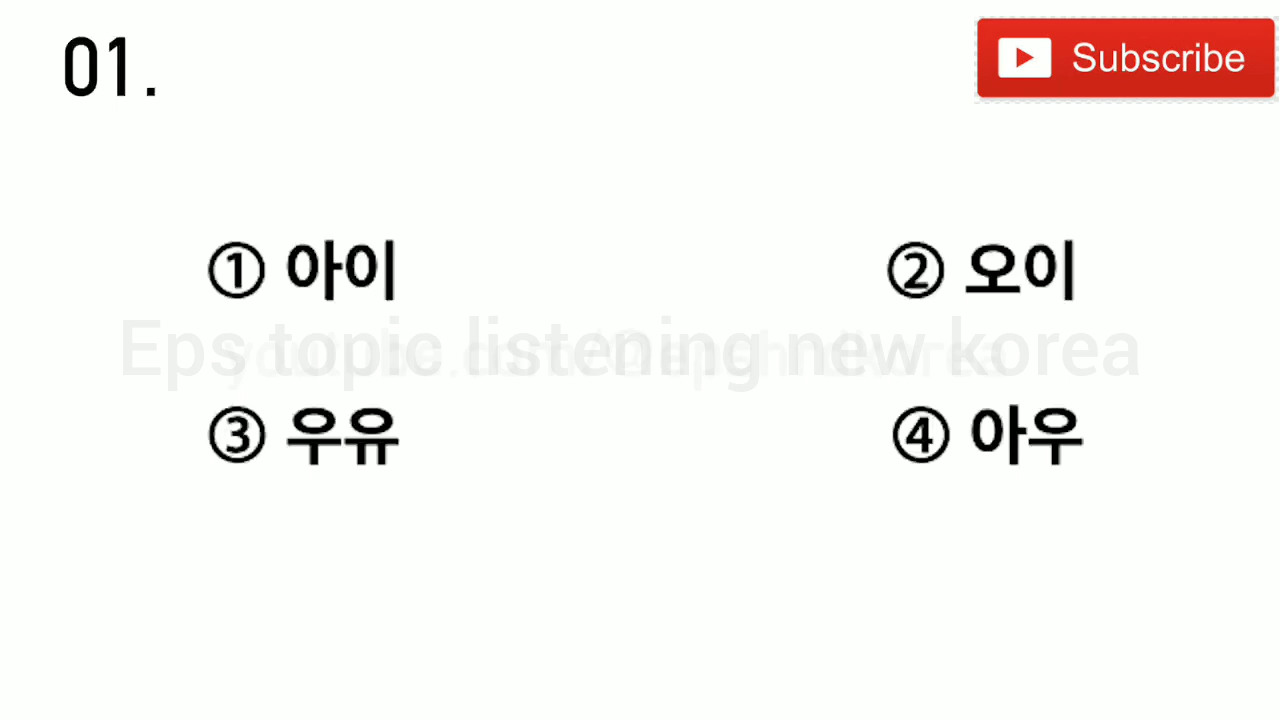 01.
Subscribe
① 아이
② 오이
Eps topic listening new korea
③ 우유
④ 아우